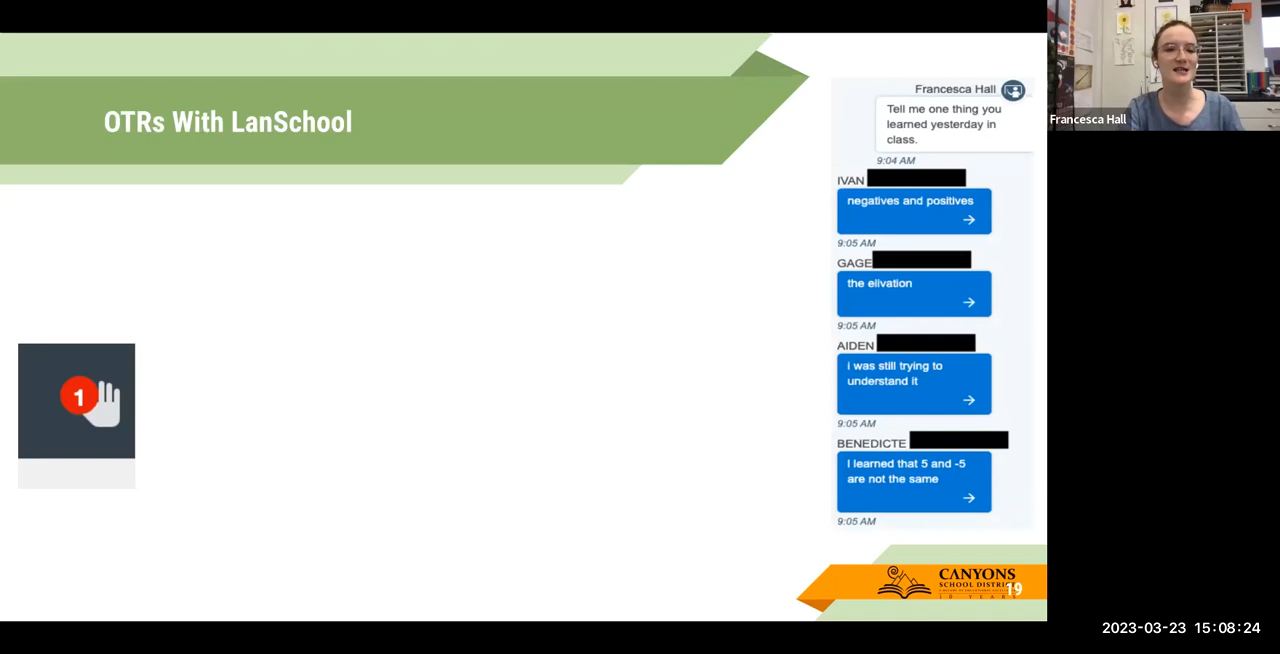 OTRs With LanSchool
Francesca Hall
Tell me one thing you
learned yesterday in
class.
9:04 AM
IVAN
negatives and positives
9:05 AM
GAGE
the elivation
9:05 AM
AIDEN
i was still trying to
understand it
9:05 AM
BENEDICTE
I learned that 5 and -5
are not the same
9:05 AM
1
CANYONS
SCHOOL DISTRICT
10 YEARS
19
Francesca Hall
2023-03-23 15:08:24